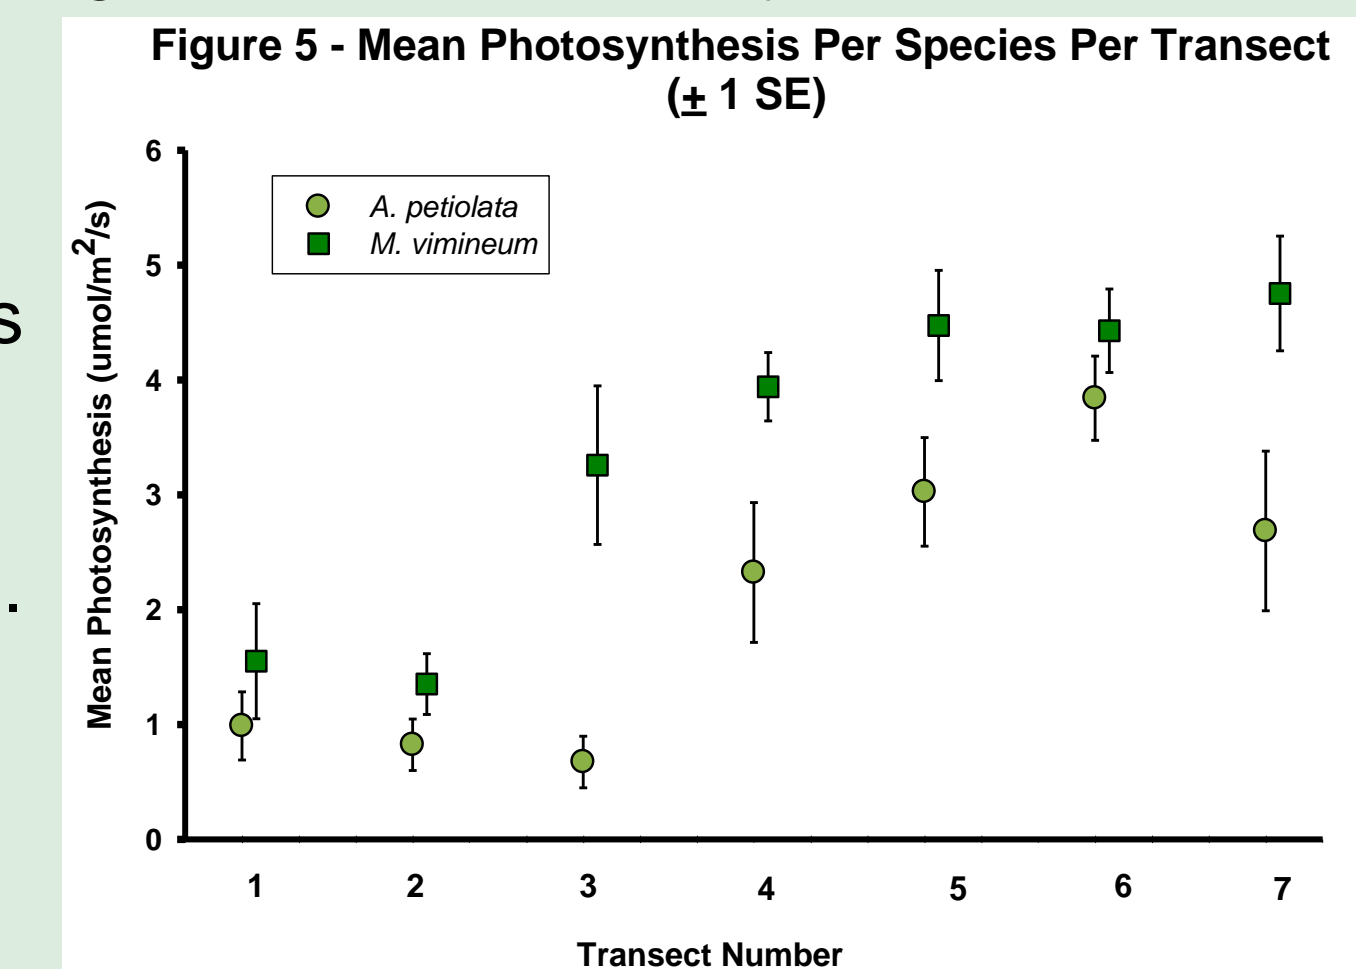 Figure 5 - Mean Photosynthesis Per Species Per Transect
(± 1 SE)
6
A. petiolata
M. vimineum
5
4
3
2
1
0
Mean Photosynthesis (umol/m²/s)
1 2 3 4 5 6 7
Transect Number
s
.